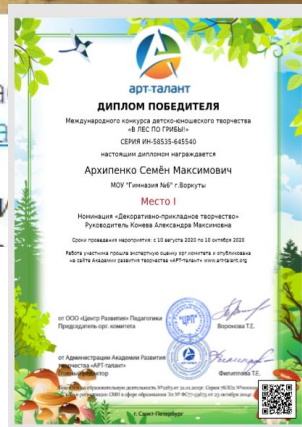 арт-талант
ДИПЛОМ ПОБЕДИТЕЛЯ
Международного конкурса детско-юношеского творчества
«В ЛЕС ПО ГРИБЫ!»
СЕРИЯ ИН-58535-645540
настоящим дипломом награждается
Архипенко Семён Максимович
МОУ "Гимназия №6" г.Воркуты
Место I
Номинация «Декоративно-прикладное творчество»
Руководитель Конева Александра Максимовна
Сроки проведения мероприятия: с 10 августа 2020 по 10 октября 2020
Работа участника прошла экспертную оценку орг.комитета и опубликована
на сайте Академии развития творчества «АРТ-талант» www.arttalant.org
от ООО «Центр Развития Педагогики»
Председатель орг. комитета
"ЦРП"
Воронкова Т.Е.
от Администрации Академии Развития
творчества «АРТ-талант»
Главный редактор
Филиппова Т.Е.
г. Санкт-Петербург